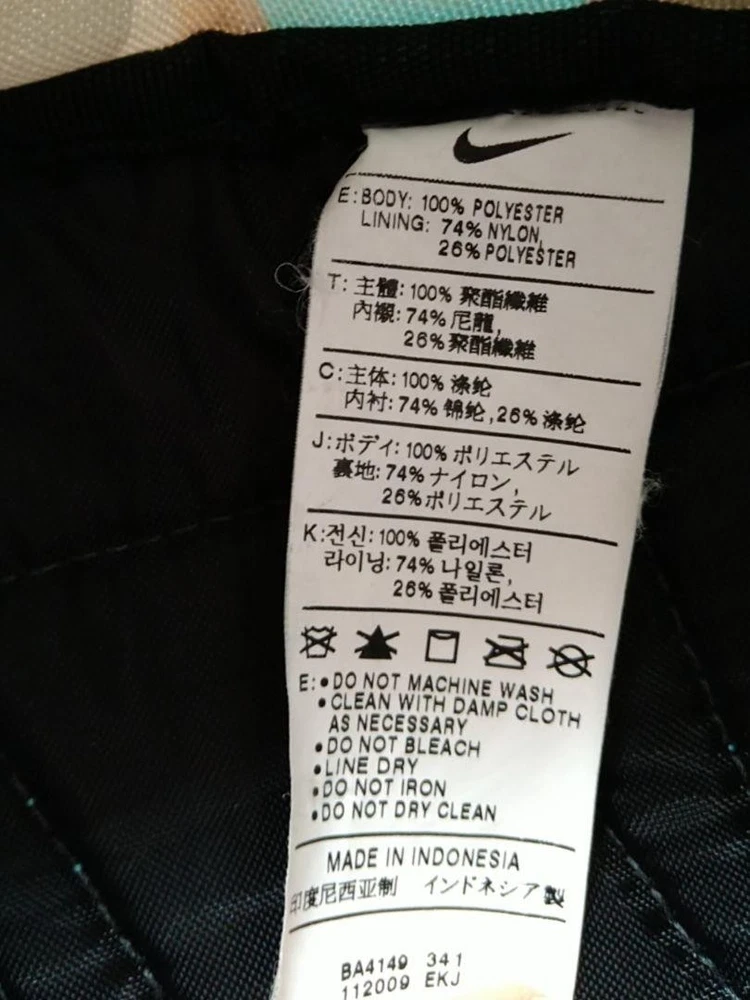 E:BODY: 100% POLYESTER
LINING: 74% NYLON,
26% POLYESTER
T:主體:100% 聚酯纖維
內襯:74% 尼龍,
26% 聚酯纖維
C:主体:100% 涤纶
内衬:74% 锦纶,26% 涤纶
J:ボディ:100% ポリエステル
裏地:74% ナイロン,
26% ポリエステル
K:전신:100% 폴리에스터
라이닝:74% 나일론,
26% 폴리에스터
E:•DO NOT MACHINE WASH
•CLEAN WITH DAMP CLOTH
AS NECESSARY
•DO NOT BLEACH
•LINE DRY
•DO NOT IRON
•DO NOT DRY CLEAN
MADE IN INDONESIA
印度尼西亚制 インドネシア製
BA4149 341
112009 EKJ